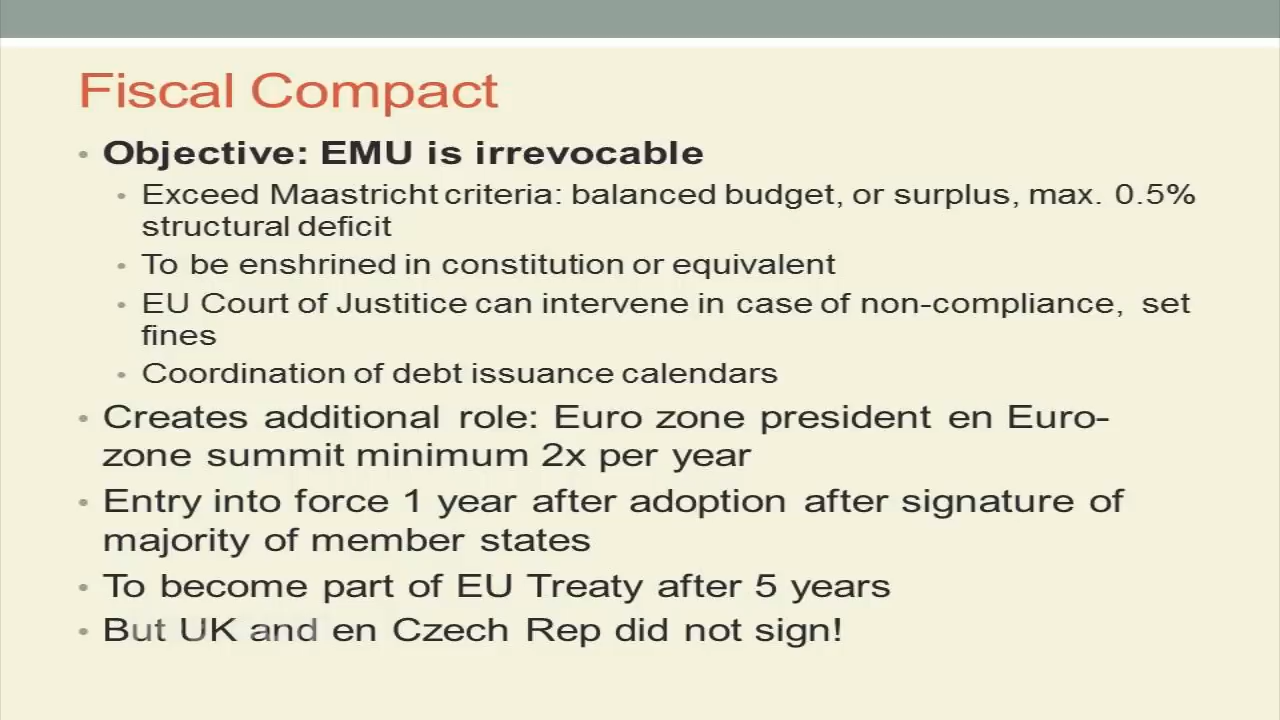 Fiscal Compact
• Objective: EMU is irrevocable
• Exceed Maastricht criteria: balanced budget, or surplus, max. 0.5%
structural deficit
• To be enshrined in constitution or equivalent
• EU Court of Justitice can intervene in case of non-compliance, set
fines
• Coordination of debt issuance calendars
• Creates additional role: Euro zone president en Euro-
zone summit minimum 2x per year
• Entry into force 1 year after adoption after signature of
majority of member states
• To become part of EU Treaty after 5 years
• But UK and en Czech Rep did not sign!